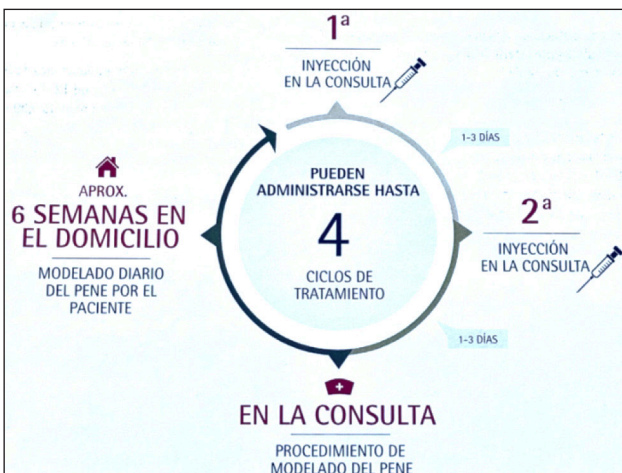 1ª
INYECCIÓN
EN LA CONSULTA
1-3 DÍAS
2ª
INYECCIÓN
EN LA CONSULTA
1-3 DÍAS
EN LA CONSULTA
PROCEDIMIENTO DE
MODELADO DEL PENE
APROX.
6 SEMANAS EN
EL DOMICILIO
MODELADO DIARIO
DEL PENE POR EL
PACIENTE
PUEDEN
ADMINISTRARSE HASTA
4
CICLOS DE
TRATAMIENTO